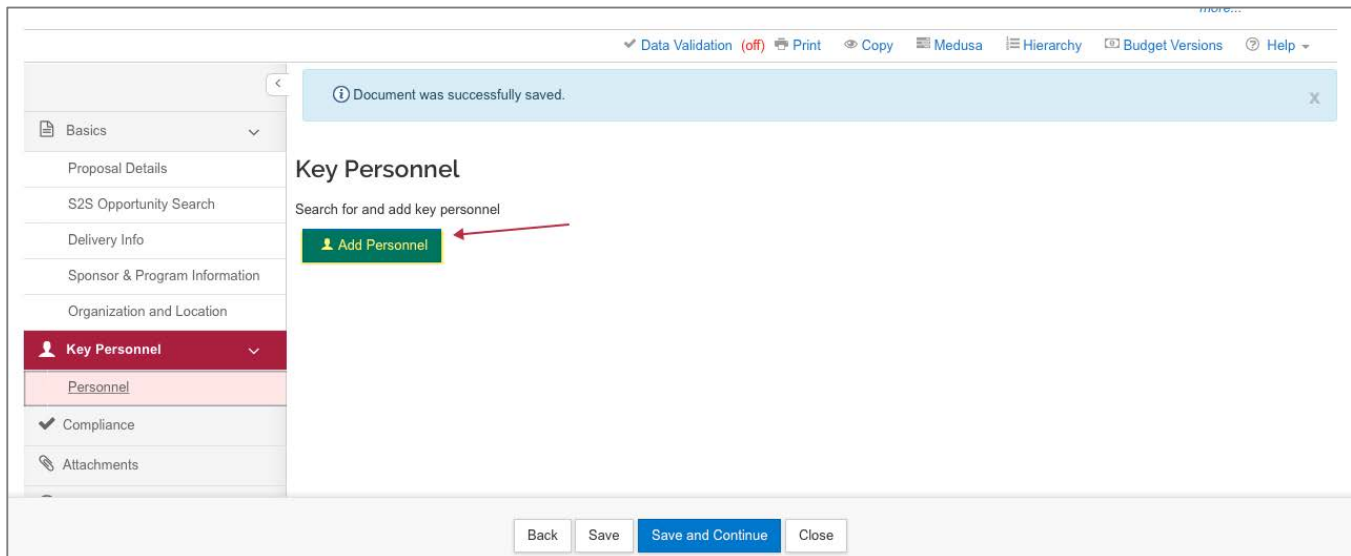 more...
Data Validation (off) Print Copy Medusa Hierarchy Budget Versions Help
Document was successfully saved. X
Basics
Proposal Details
S2S Opportunity Search
Delivery Info
Sponsor & Program Information
Organization and Location
Key Personnel
Personnel
Compliance
Attachments
Key Personnel
Search for and add key personnel
Add Personnel
Back Save Save and Continue Close